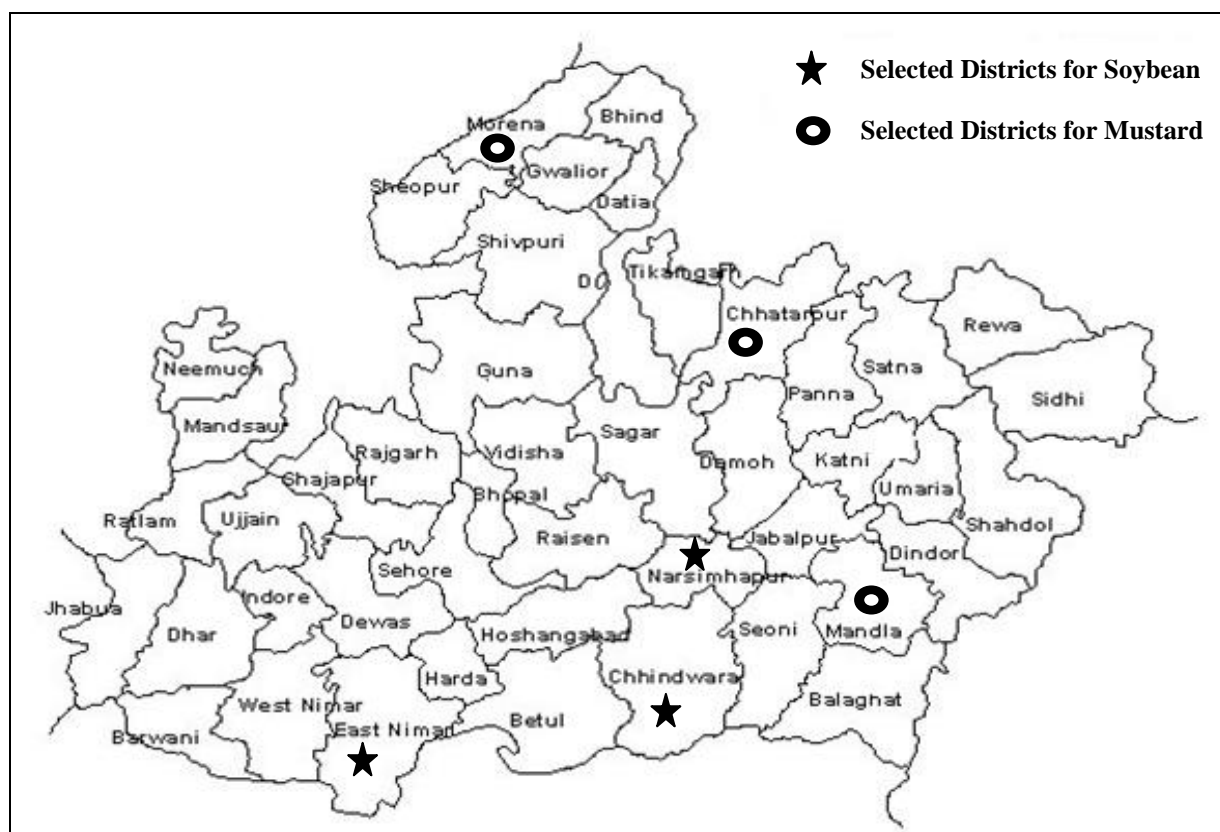 Selected Districts for Soybean
Selected Districts for Mustard
Morena
Bhind
Gwalior
Sheopur
Datia
Shivpuri
Tikamgarh
Chhatarpur
Rewa
Neemuch
Guna
Panna
Satna
Sidhi
Mandsaur
Rajgarh
Vidisha
Sagar
Damoh
Katni
Shajapur
Bhopal
Umaria
Ratlam
Ujjain
Raisen
Jabalpur
Shahdol
Dindor
Sehore
Narsimhapur
Jhabua
Indore
Dhar
Dewas
Hoshangabad
Seoni
Mandla
Harda
Chhindwara
West Nimar
East Nimar
Betul
Balaghat
Barwani